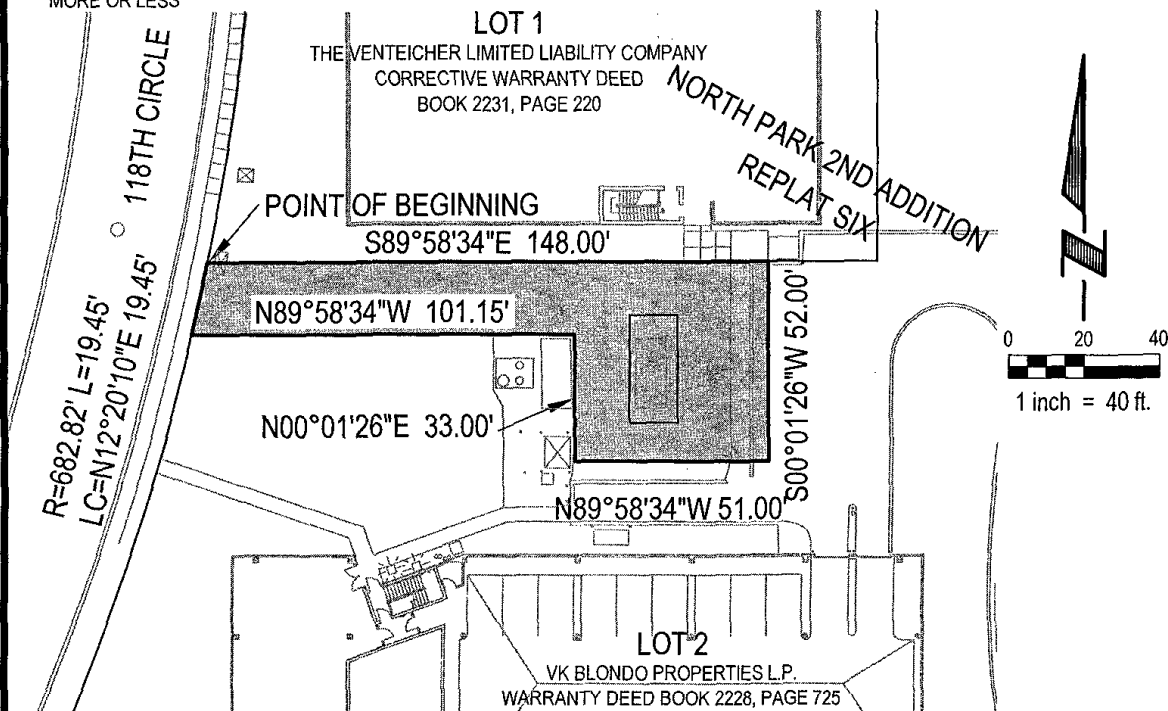 MORE OR LESS
LOT 1
THE VENTEICHER LIMITED LIABILITY COMPANY
CORRECTIVE WARRANTY DEED
BOOK 2231, PAGE 220
NORTH PARK 2ND ADDITION
REPLAT SIX
118TH CIRCLE
POINT OF BEGINNING
S89°58'34"E 148.00'
N89°58'34"W 101.15'
S00°01'26"W 52.00'
R=682.82' L=19.45'
LC=N12°20'10"E 19.45'
N00°01'26"E 33.00'
N89°58'34"W 51.00'
0 20 40
1 inch = 40 ft.
LOT 2
VK BLONDO PROPERTIES L.P.
WARRANTY DEED BOOK 2228, PAGE 725